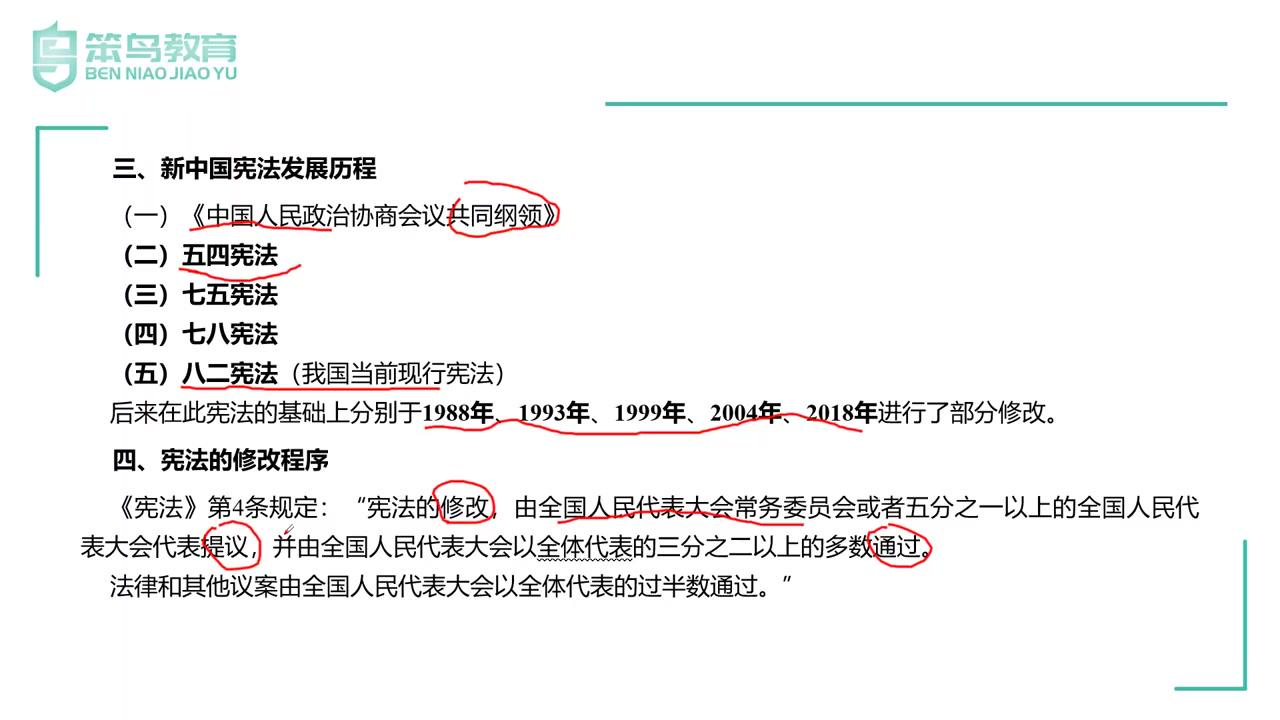 笨鸟教育
BEN NIAO JIAO YU
三、新中国宪法发展历程
（一）《中国人民政治协商会议共同纲领》
（二）五四宪法
（三）七五宪法
（四）七八宪法
（五）八二宪法（我国当前现行宪法）
后来在此宪法的基础上分别于1988年、1993年、1999年、2004年、2018年进行了部分修改。
四、宪法的修改程序
《宪法》第4条规定：“宪法的修改，由全国人民代表大会常务委员会或者五分之一以上的全国人民代
表大会代表提议，并由全国人民代表大会以全体代表的三分之二以上的多数通过。
法律和其他议案由全国人民代表大会以全体代表的过半数通过。”